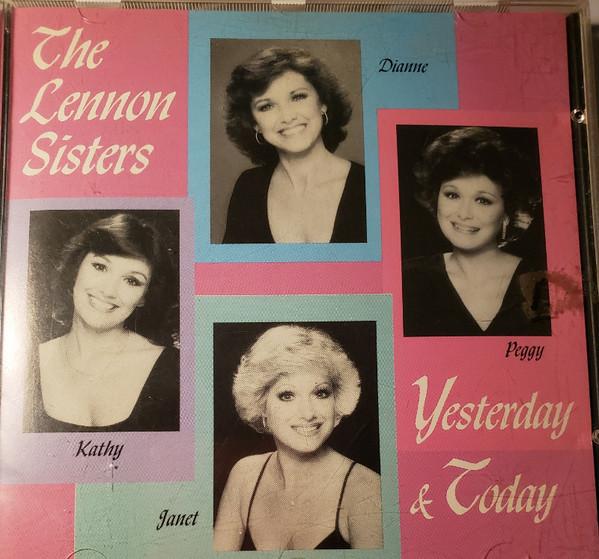 The
Lennon
Sisters
Dianne
Peggy
Kathy
Janet
Yesterday
& Today